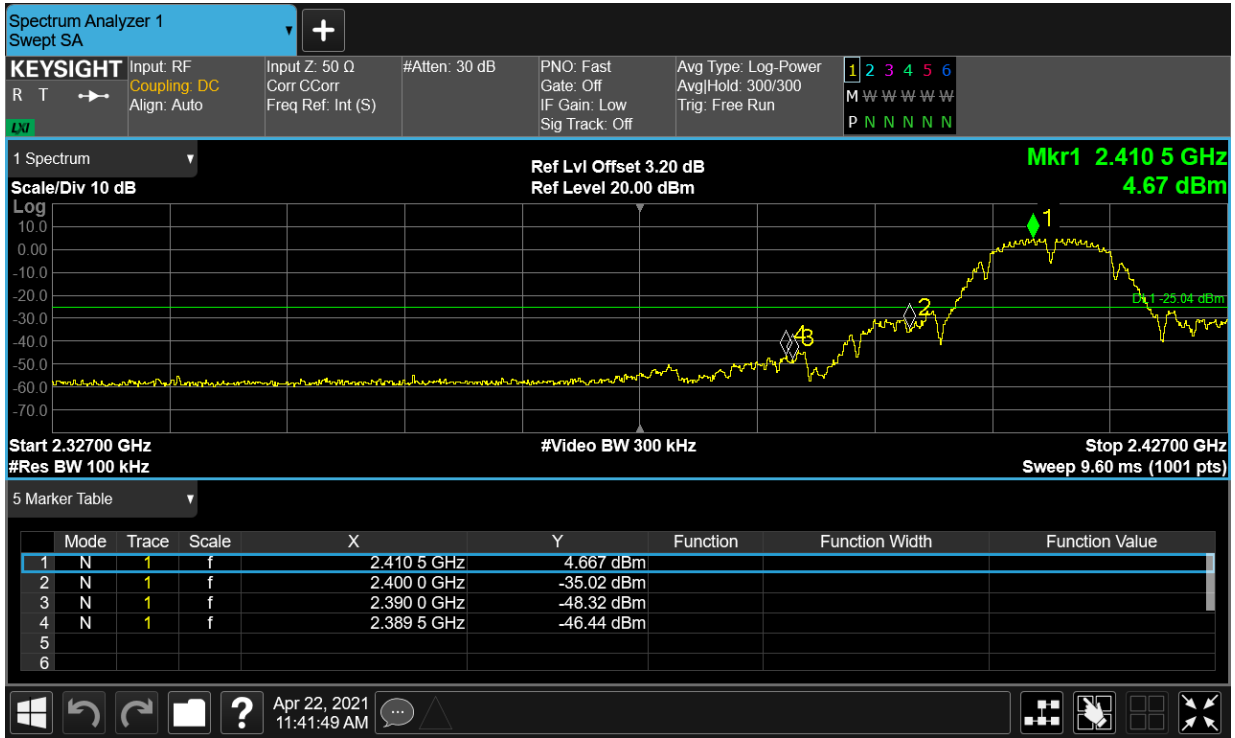 Spectrum Analyzer 1
Swept SA
KEYSIGHT
R T
LXI
Input: RF
Coupling: DC
Align: Auto
Input Z: 50 Ω
Corr CCorr
Freq Ref: Int (S)
#Atten: 30 dB
PNO: Fast
Gate: Off
IF Gain: Low
Sig Track: Off
Avg Type: Log-Power
Avg|Hold: 300/300
Trig: Free Run
1 2 3 4 5 6
M W W W W W
P N N N N N
1 Spectrum
Scale/Div 10 dB
Ref Lvl Offset 3.20 dB
Ref Level 20.00 dBm
Mkr1 2.410 5 GHz
4.67 dBm
Log
10.0
0.00
-10.0
-20.0
-30.0
-40.0
-50.0
-60.0
-70.0
1
2
4 3
DL1 -25.04 dBm
Start 2.32700 GHz
#Video BW 300 kHz
Stop 2.42700 GHz
#Res BW 100 kHz
Sweep 9.60 ms (1001 pts)
5 Marker Table
Mode Trace Scale X Y Function Function Width Function Value
1 N 1 f 2.410 5 GHz 4.667 dBm
2 N 1 f 2.400 0 GHz -35.02 dBm
3 N 1 f 2.390 0 GHz -48.32 dBm
4 N 1 f 2.389 5 GHz -46.44 dBm
5
6
?
Apr 22, 2021
11:41:49 AM